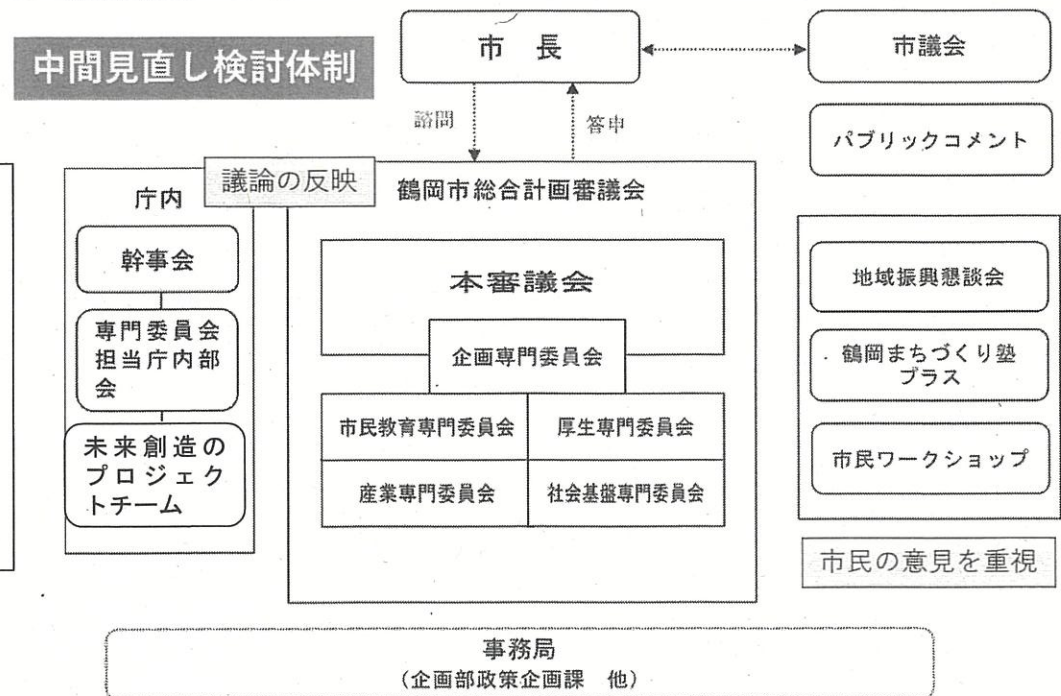 中間見直し検討体制
市 長
市議会
諮問
答申
パブリックコメント
議論の反映
庁内
幹事会
専門委員会
担当庁内部
会
未来創造の
プロジェク
トチーム
鶴岡市総合計画審議会
本審議会
企画専門委員会
市民教育専門委員会
厚生専門委員会
産業専門委員会
社会基盤専門委員会
地域振興懇談会
鶴岡まちづくり塾
プラス
市民ワークショップ
市民の意見を重視
事務局
(企画部政策企画課 他)